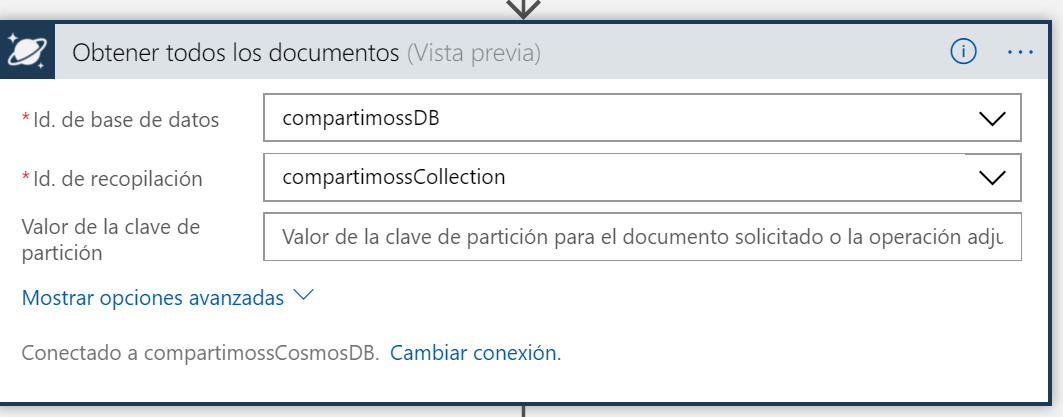 Obtener todos los documentos (Vista previa)
* Id. de base de datos
compartimossDB
* Id. de recopilación
compartimossCollection
Valor de la clave de
partición
Valor de la clave de partición para el documento solicitado o la operación adju
Mostrar opciones avanzadas
Conectado a compartimossCosmosDB. Cambiar conexión.